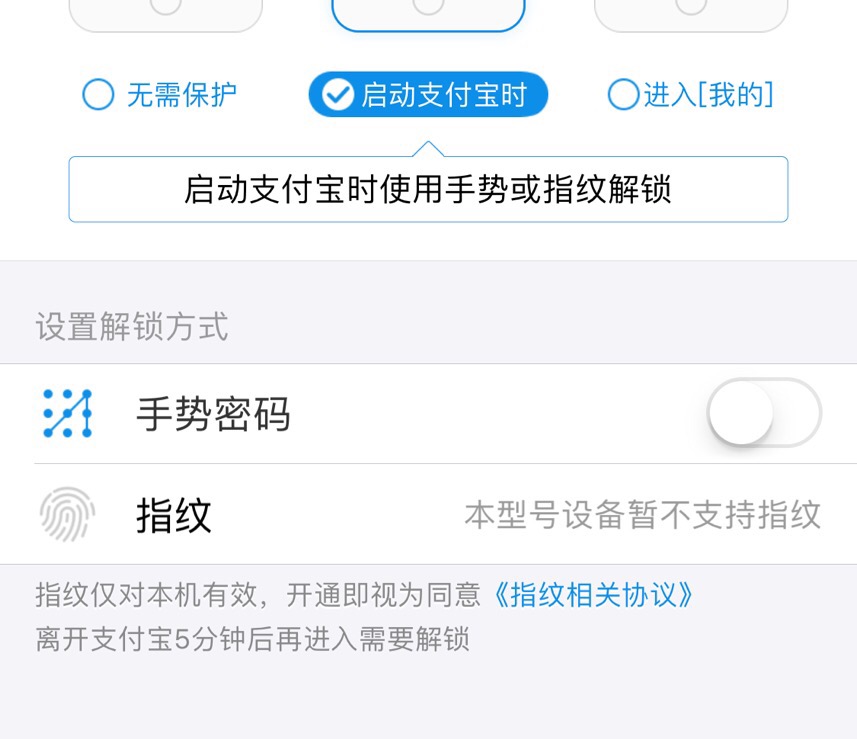 无需保护
启动支付宝时
进入[我的]
启动支付宝时使用手势或指纹解锁
设置解锁方式
手势密码
指纹
本型号设备暂不支持指纹
指纹仅对本机有效，开通即视为同意《指纹相关协议》
离开支付宝5分钟后再进入需要解锁